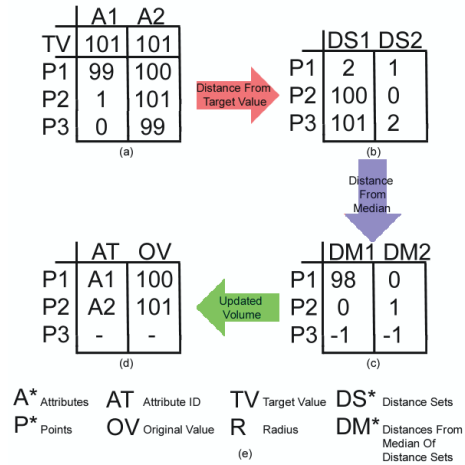 A1 A2
TV 101 101
P1 99 100
P2 1 101
P3 0 99
(a)
Distance From
Target Value
DS1 DS2
P1 2 1
P2 100 0
P3 101 2
(b)
Distance
From
Median
AT OV
P1 A1 100
P2 A2 101
P3 - -
(d)
Updated
Volume
DM1 DM2
P1 98 0
P2 0 1
P3 -1 -1
(c)
A* Attributes AT Attribute ID TV Target Value DS* Distance Sets
P* Points OV Original Value R Radius DM* Distances From
Median Of
Distance Sets
(e)